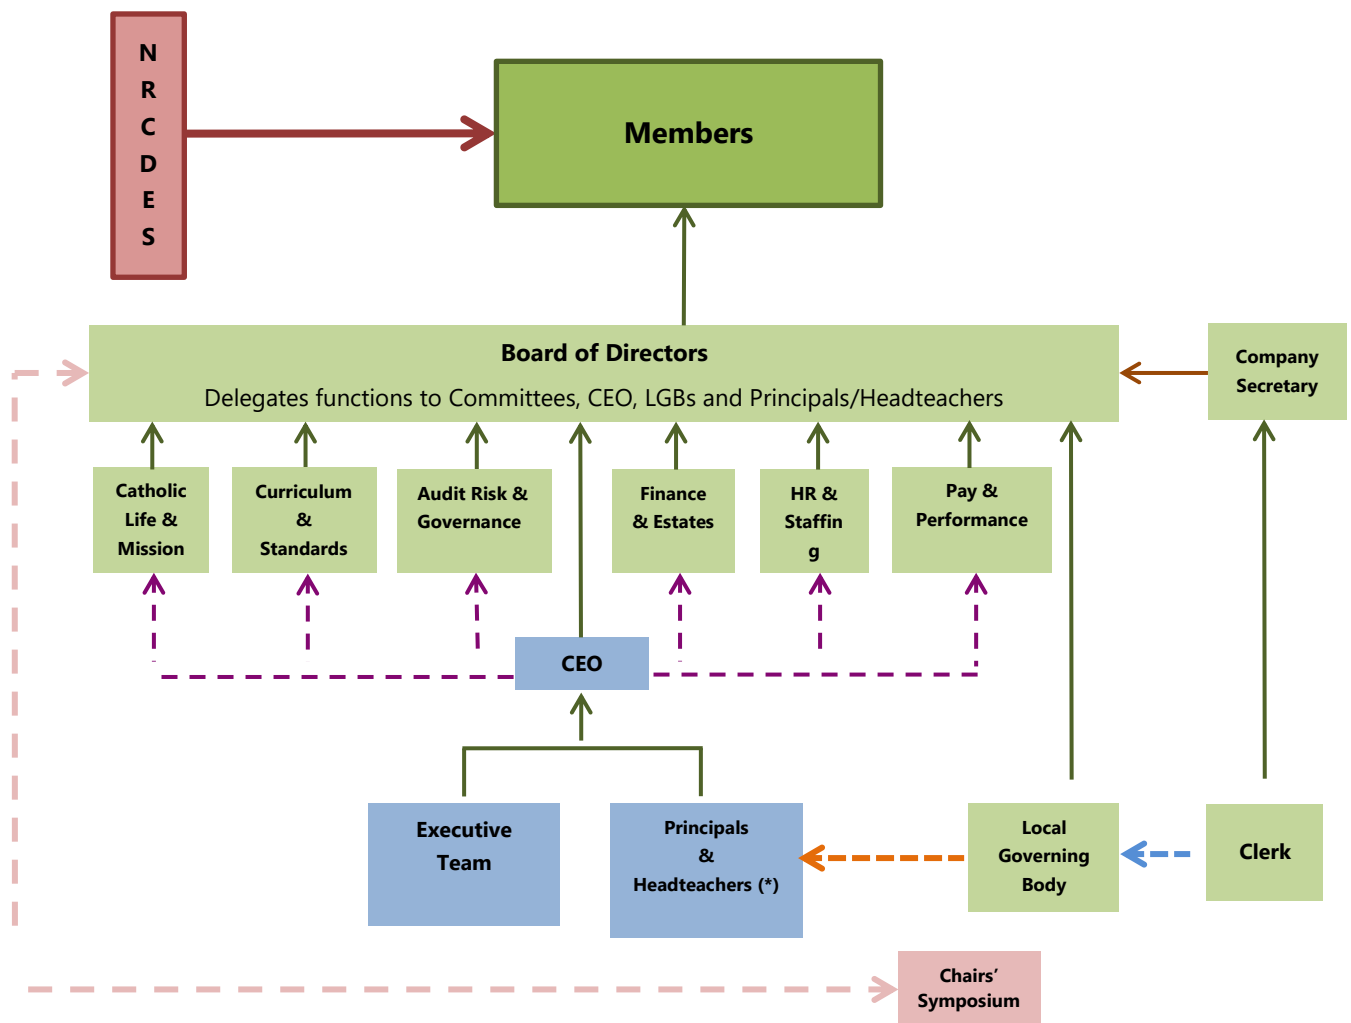 N
R
C
D
E
S
Members
Board of Directors
Delegates functions to Committees, CEO, LGBs and Principals/Headteachers
Company
Secretary
Catholic
Life &
Mission
Curriculum
&
Standards
Audit Risk &
Governance
Finance
& Estates
HR &
Staffin
g
Pay &
Performance
CEO
Executive
Team
Principals
&
Headteachers (*)
Local
Governing
Body
Clerk
Chairs’
Symposium